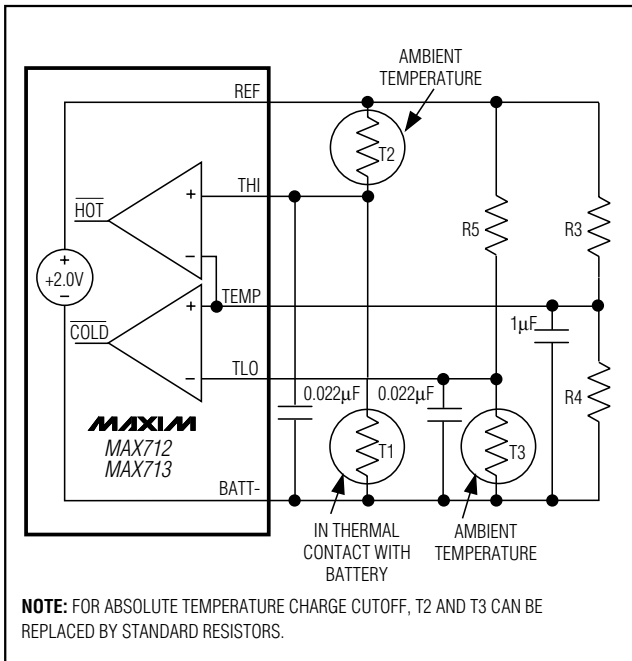 AMBIENT
TEMPERATURE
REF
T2
THI
+
HOT
R5
R3
−
+
+2.0V
−
TEMP
+
COLD
1µF
−
TLO
R4
0.022µF
0.022µF
MAXIM
MAX712
MAX713
T1
T3
BATT-
IN THERMAL
CONTACT WITH
BATTERY
AMBIENT
TEMPERATURE
NOTE: FOR ABSOLUTE TEMPERATURE CHARGE CUTOFF, T2 AND T3 CAN BE
REPLACED BY STANDARD RESISTORS.